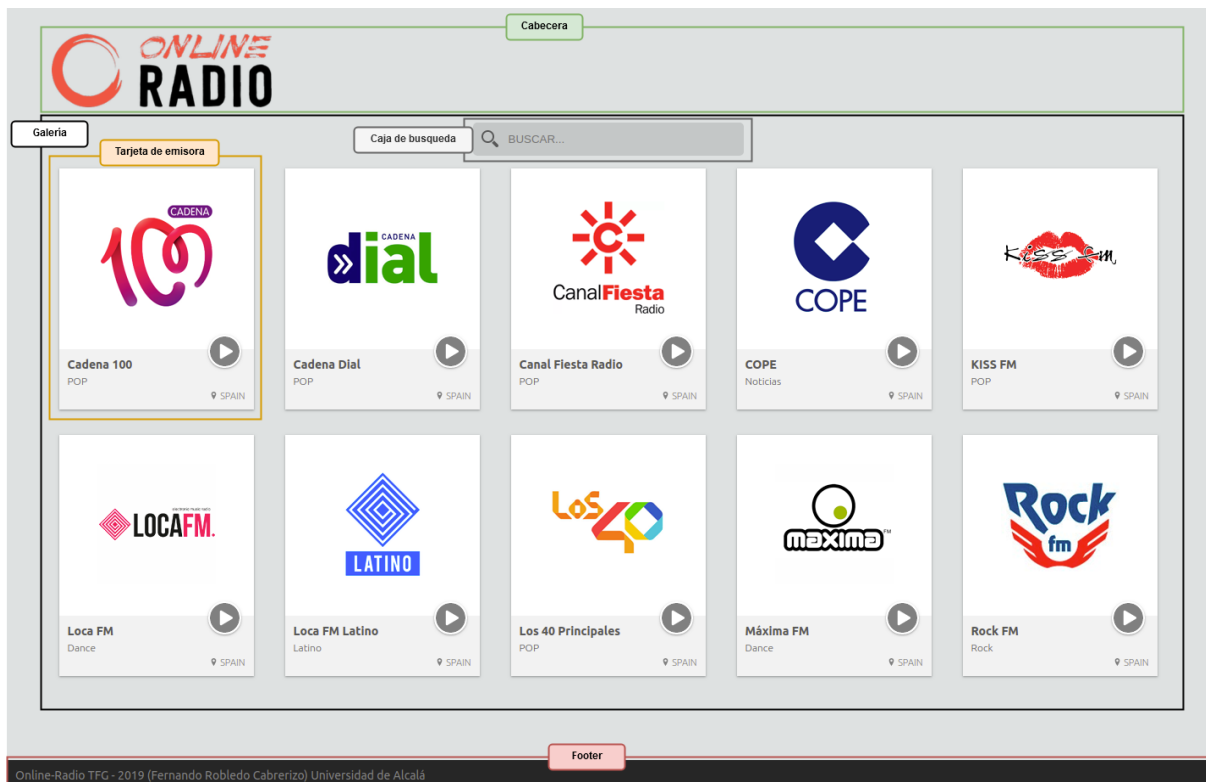 Cabecera
ONLINE
RADIO
Galería
Caja de busqueda
BUSCAR...
Tarjeta de emisora
CADENA
100
CADENA
dial
CanalFiesta
Radio
COPE
Kiss fm
Cadena 100
POP
SPAIN
Cadena Dial
POP
SPAIN
Canal Fiesta Radio
POP
SPAIN
COPE
Noticias
SPAIN
KISS FM
POP
SPAIN
LOCAFM.
LATINO
Los
40
maxima FM
Rock
fm
Loca FM
Dance
SPAIN
Loca FM Latino
Latino
SPAIN
Los 40 Principales
POP
SPAIN
Máxima FM
Dance
SPAIN
Rock FM
Rock
SPAIN
Footer
Online-Radio TFG - 2019 (Fernando Robledo Cabrerizo) Universidad de Alcalá